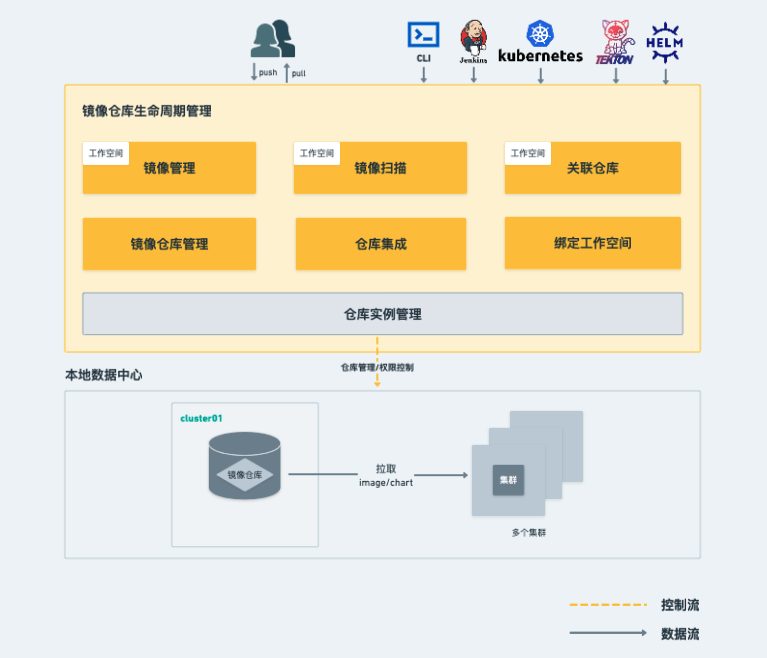 push
pull
CLI
Jenkins
kubernetes
TEKTON
HELM
镜像仓库生命周期管理
工作空间
镜像管理
工作空间
镜像扫描
工作空间
关联仓库
镜像仓库管理
仓库集成
绑定工作空间
仓库实例管理
仓库管理/权限控制
本地数据中心
cluster01
镜像仓库
拉取
image/chart
集群
多个集群
控制流
数据流